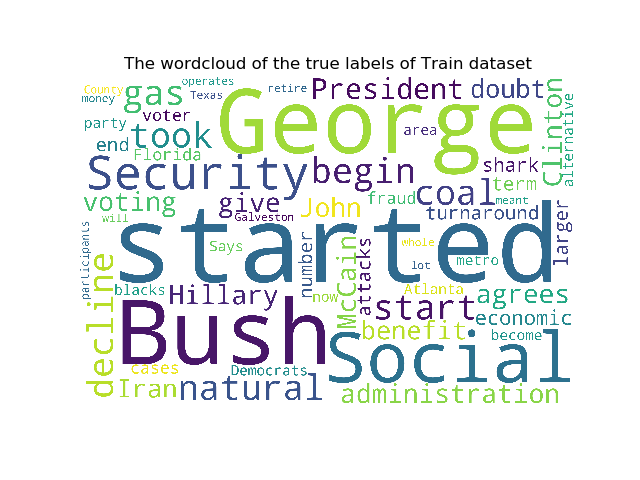 The wordcloud of the true labels of Train dataset
County
operates
retire
President
doubt
money
gas
Texas
George
Clinton
alternative
party
voter
took
area
end
Florida
Security
begin
shark
coal
term
voting
give
John
fraud
meant
will
Galveston
turnaround
larger
started
participants
Says
number
McCain
attacks
whole
lot
metro
decline
blacks
Hillary
now
Atlanta
start
agrees
economic
Bush
Social
benefit
become
cases
Democrats
Iran
natural
administration